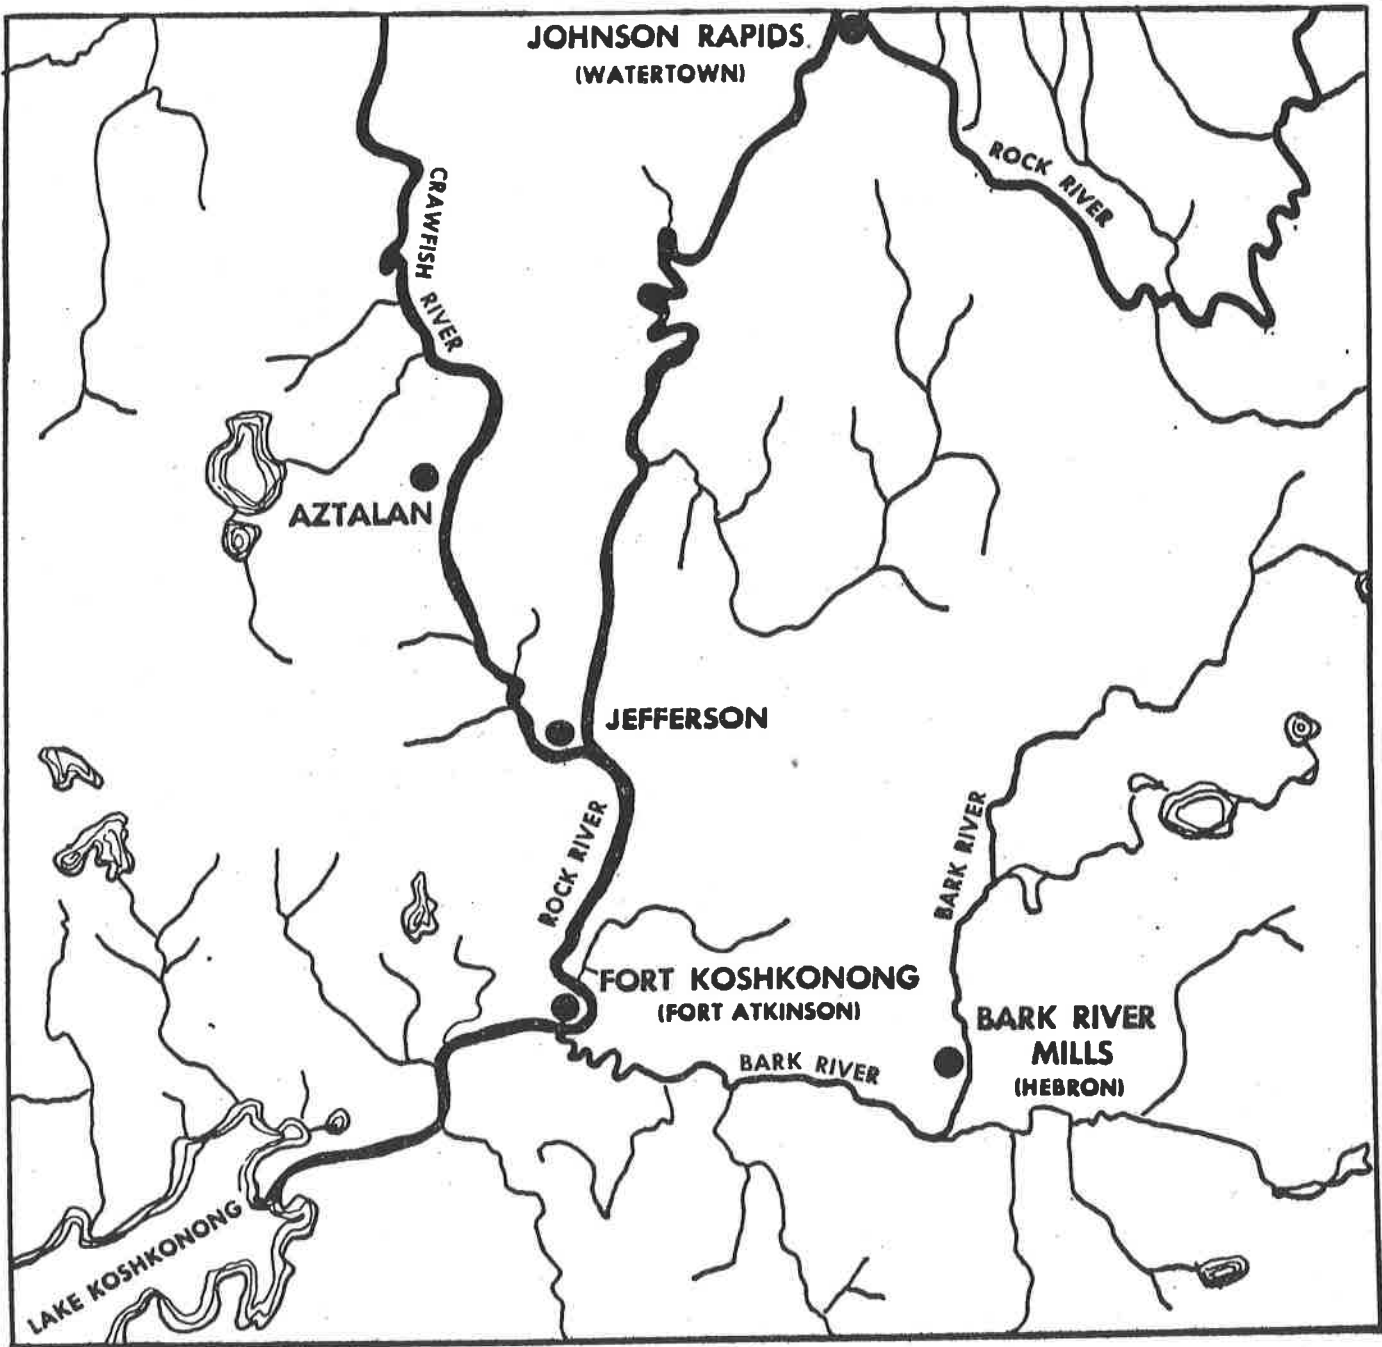 JOHNSON RAPIDS
(WATERTOWN)
ROCK RIVER
CRAWFISH RIVER
AZTALAN
JEFFERSON
ROCK RIVER
BARK RIVER
FORT KOSHKONONG
(FORT ATKINSON)
BARK RIVER
MILLS
(HEBRON)
BARK RIVER
LAKE KOSHKONONG